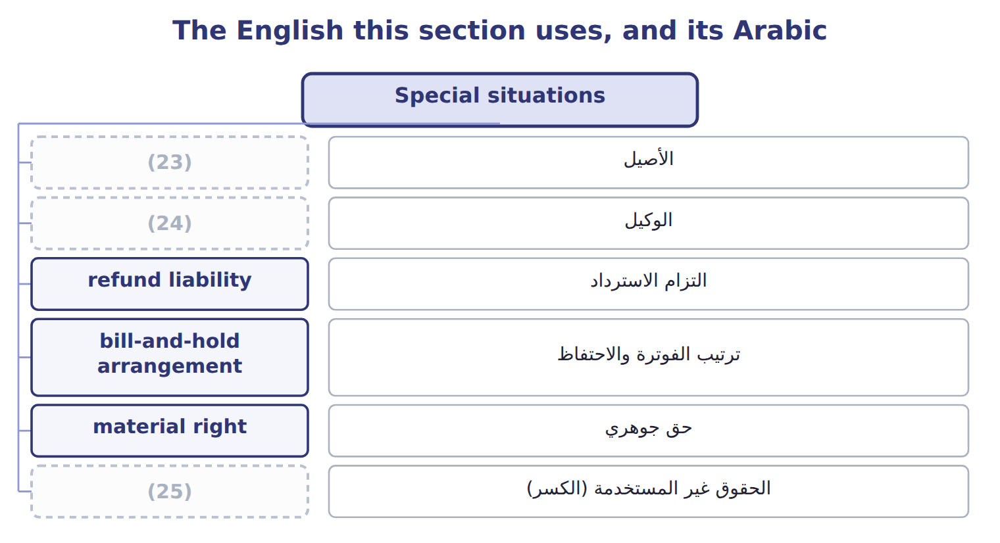 The English this section uses, and its Arabic
Special situations
(23)
الأصيل
(24)
الوكيل
refund liability
التزام الاسترداد
bill-and-hold
arrangement
ترتيب الفوترة والاحتفاظ
material right
حق جوهري
(25)
الحقوق غير المستخدمة (الكسر)